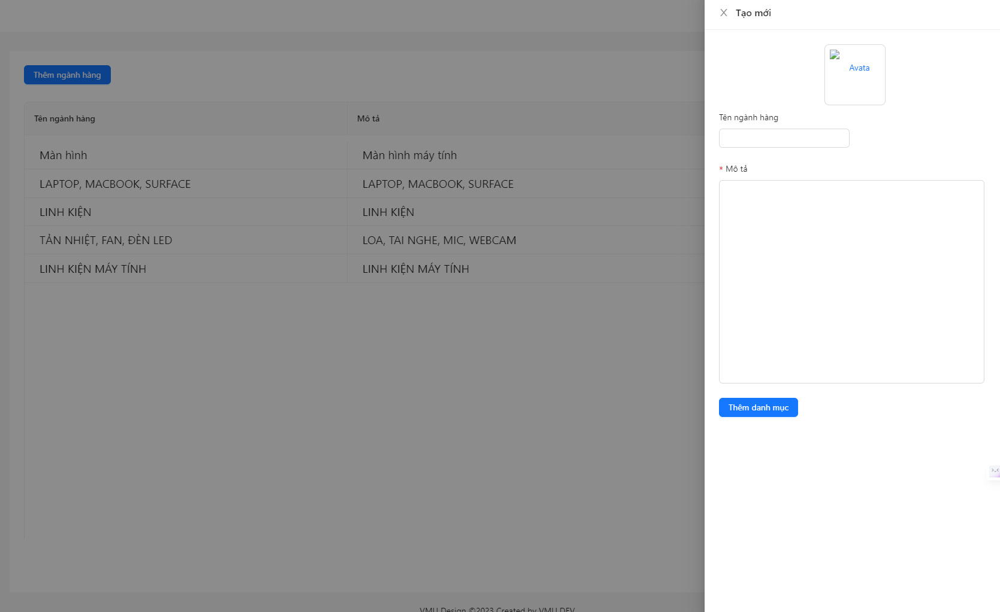 Thêm ngành hàng
Tên ngành hàng Mô tả
Màn hình Màn hình máy tính
LAPTOP, MACBOOK, SURFACE LAPTOP, MACBOOK, SURFACE
LINH KIỆN LINH KIỆN
TẢN NHIỆT, FAN, ĐÈN LED LOA, TAI NGHE, MIC, WEBCAM
LINH KIỆN MÁY TÍNH LINH KIỆN MÁY TÍNH
VMU Design ©2023 Created by VMU DEV
Tạo mới
Avata
Tên ngành hàng
* Mô tả
Thêm danh mục